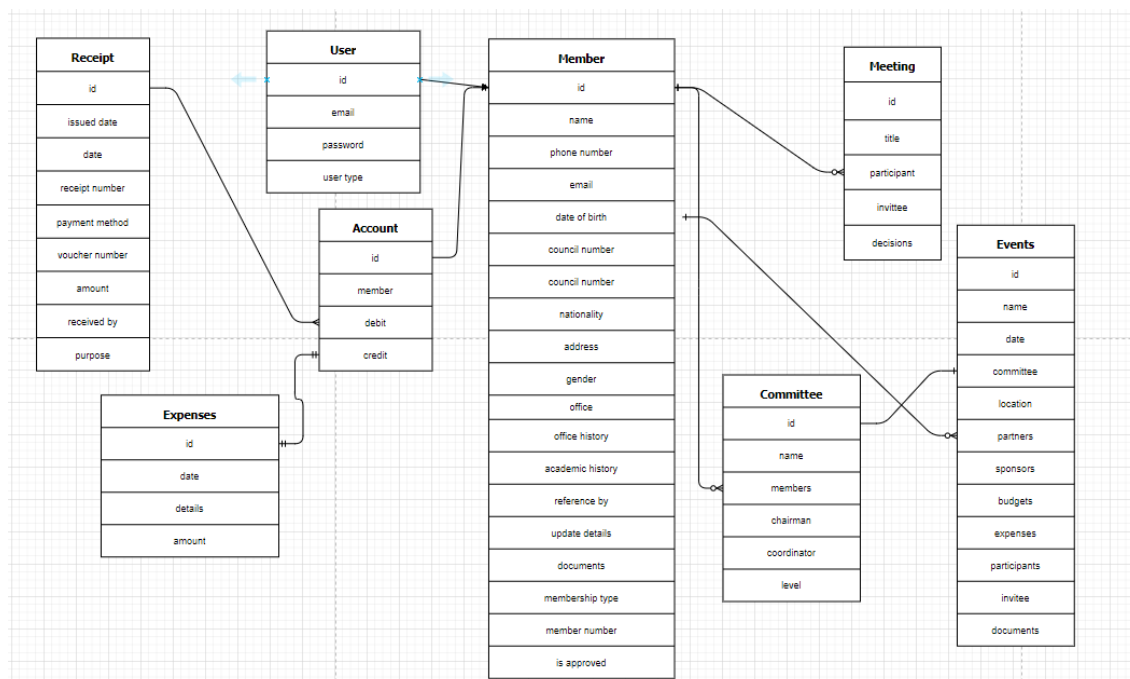 Receipt
id
issued date
date
receipt number
payment method
voucher number
amount
received by
purpose
User
id
email
password
user type
Account
id
member
debit
credit
Expenses
id
date
details
amount
Member
id
name
phone number
email
date of birth
council number
council number
nationality
address
gender
office
office history
academic history
reference by
update details
documents
membership type
member number
is approved
Meeting
id
title
participant
invittee
decisions
Committee
id
name
members
chairman
coordinator
level
Events
id
name
date
committee
location
partners
sponsors
budgets
expenses
participants
invitee
documents